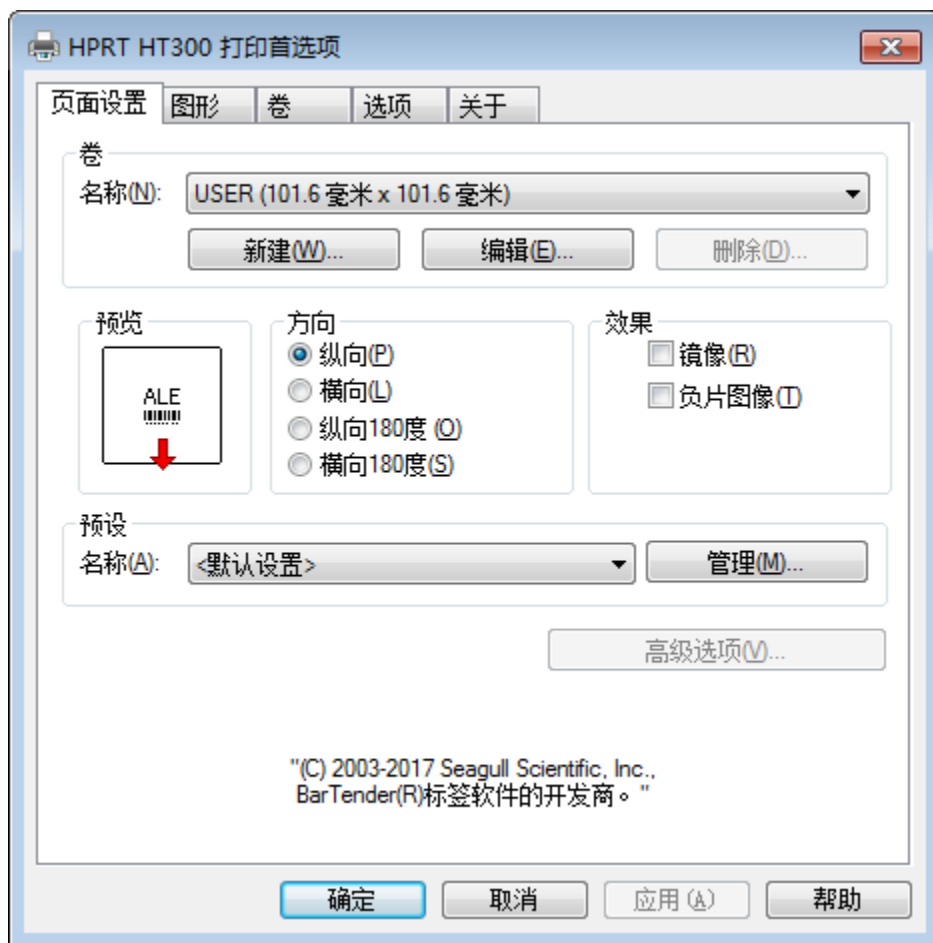 HPRT HT300 打印首选项
页面设置 图形 卷 选项 关于
卷
名称(N): USER (101.6 毫米 x 101.6 毫米)
新建(W)... 编辑(E)... 删除(D)...
预览 方向 效果
纵向(P) 镜像(R)
ALE 横向(L) 负片图像(T)
纵向180度 (O)
横向180度(S)
预设
名称(A): <默认设置> 管理(M)...
高级选项(V)...
"(C) 2003-2017 Seagull Scientific, Inc.,
BarTender(R)标签软件的开发商。"
确定 取消 应用 (A) 帮助